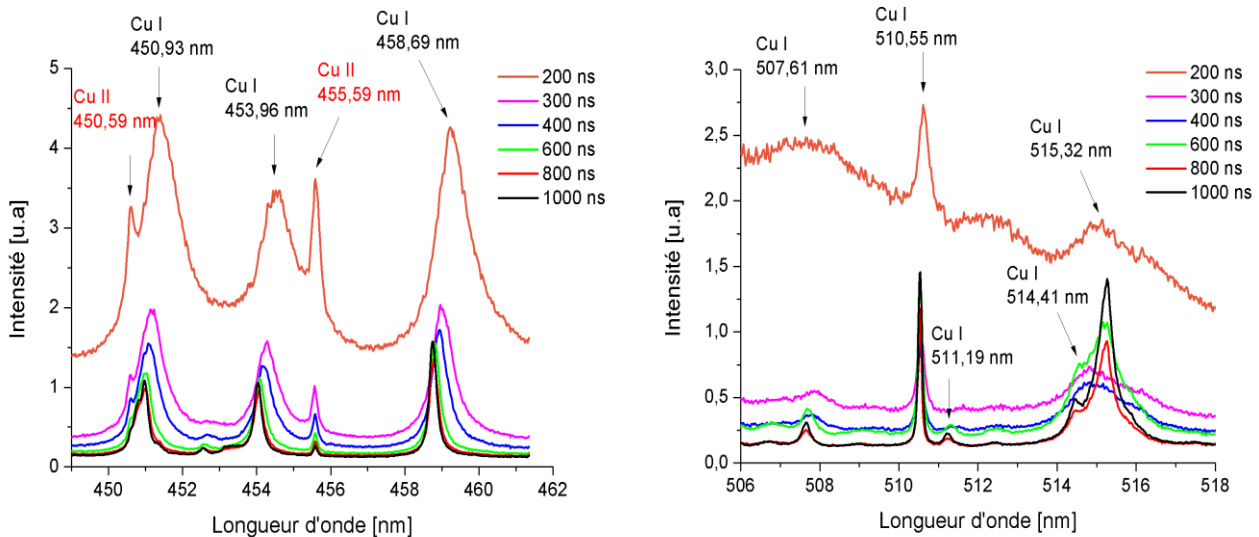 Cu I
450,93 nm
Cu I
458,69 nm
Cu II
450,59 nm
Cu I
453,96 nm
Cu II
455,59 nm
200 ns
300 ns
400 ns
600 ns
800 ns
1000 ns
Intensité [u.a]
5
4
3
2
1
0
450
452
454
456
458
460
462
Longueur d'onde [nm]
Cu I
507,61 nm
Cu I
510,55 nm
Cu I
515,32 nm
Cu I
514,41 nm
Cu I
511,19 nm
200 ns
300 ns
400 ns
600 ns
800 ns
1000 ns
Intensité [u.a]
3,0
2,5
2,0
1,5
1,0
0,5
0,0
506
508
510
512
514
516
518
Longueur d'onde [nm]